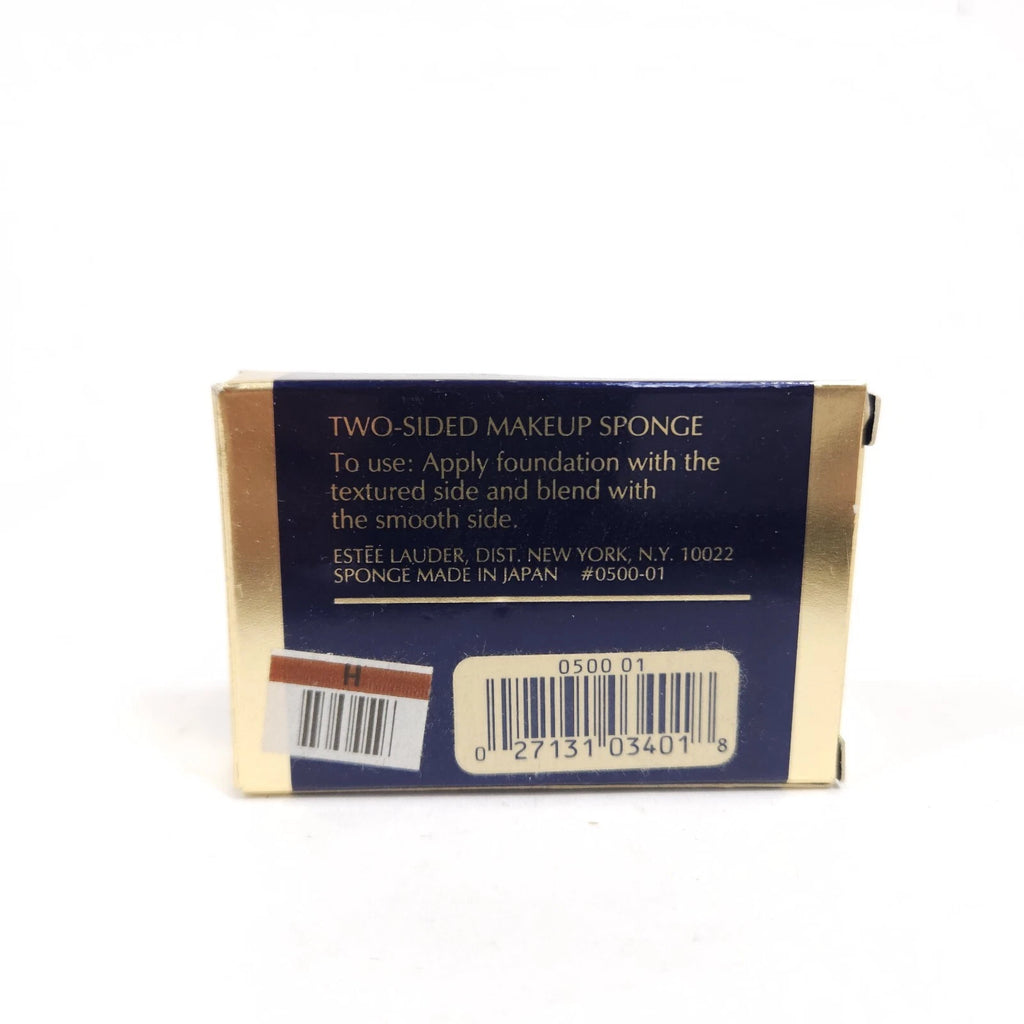 TWO-SIDED MAKEUP SPONGE
To use: Apply foundation with the
textured side and blend with
the smooth side.
ESTĒE LAUDER, DIST. NEW YORK, N.Y. 10022
SPONGE MADE IN JAPAN #0500-01
H
0500 01
0 27131 03401 8